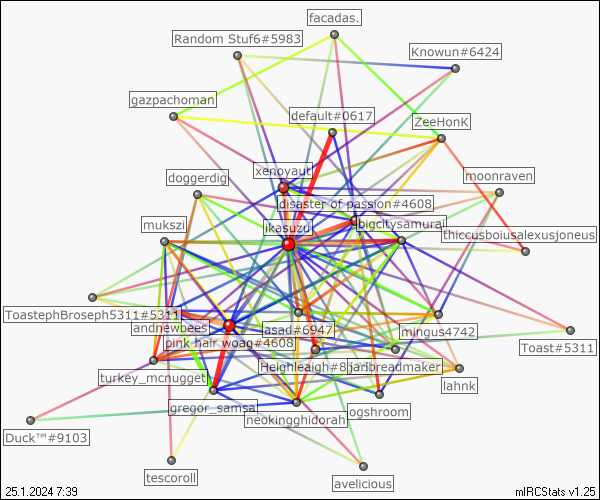 facadas.
Random Stuf6#5983
Knowun#6424
gazpachoman
default#0617
ZeeHonK
xenoyaut
moonraven
doggerdig
disaster of passion#4608
mukszi
ikasuzu
bigcitysamurai
thiccusboiusalexusjoneus
ToastephBroseph5311#5311
andnewbees
asad#6947
mingus4742
pink hair woag#4608
Toast#5311
Heighleaigh#8
janbreadmaker
turkey_mcnugget
lahnk
gregor_samsa
ogshroom
neokingghidorah
Duck™#9103
tescoroll
avelicious
25.1.2024 7:39
mIRCStats v1.25